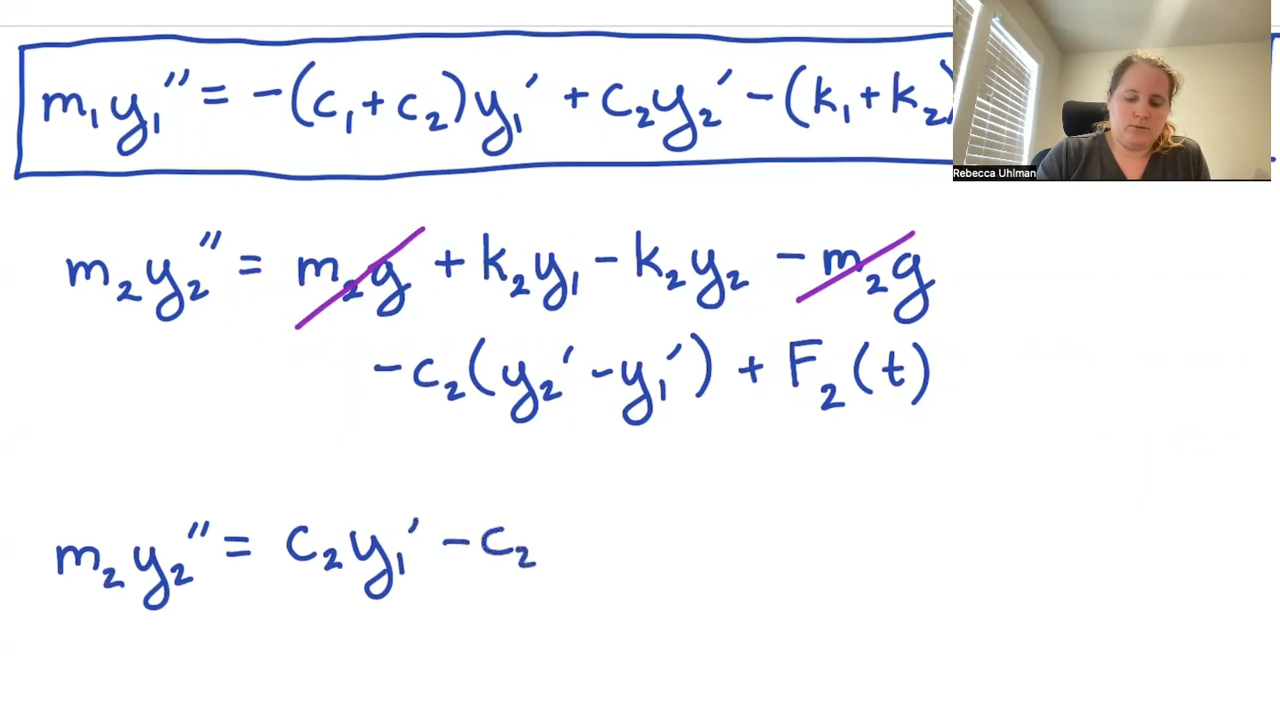 m₁y₁'' = -(c₁+c₂)y₁' + c₂y₂' - (k₁+k₂)
Rebecca Uhlman
m₂y₂'' = m₂g + k₂y₁ - k₂y₂ - m₂g
-c₂(y₂' - y₁') + F₂(t)
m₂y₂'' = c₂y₁' - c₂